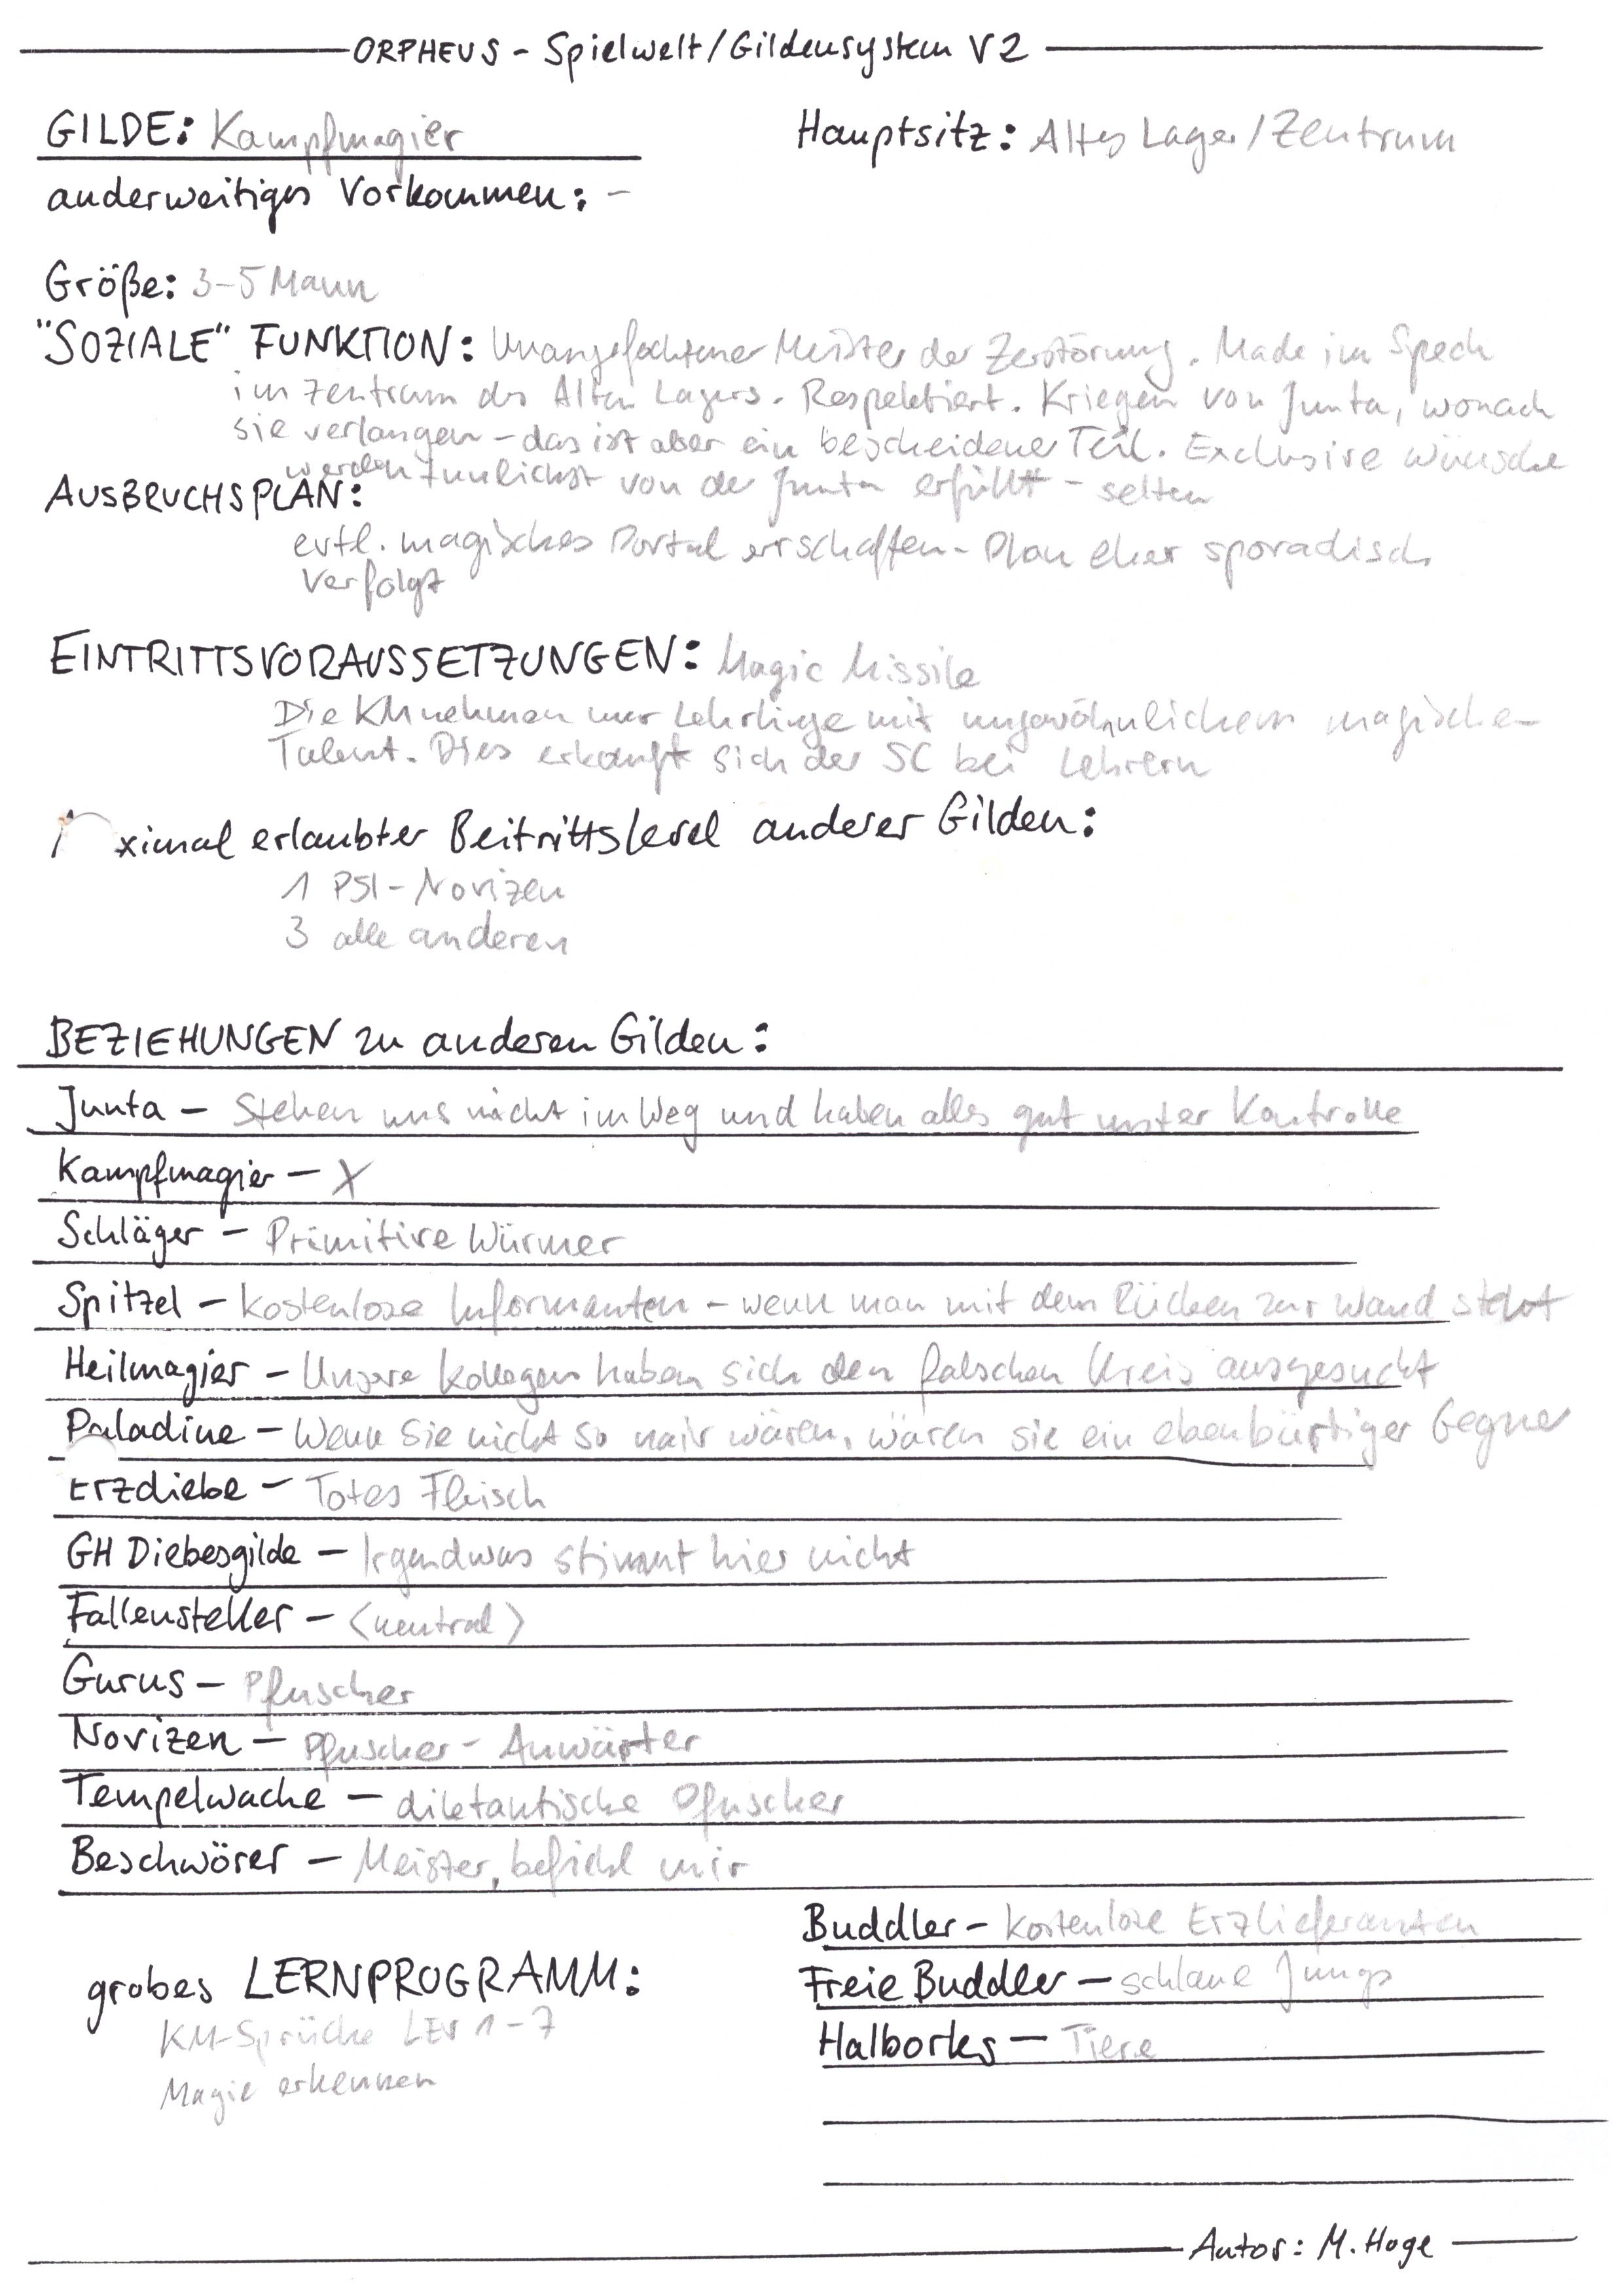 ORPHEUS - Spielwelt/Gildensystem V2
GILDE: Kampfmagier
Hauptsitz: Altes Lager/Zentrum
anderweitiges Vorkommen: -
Größe: 3-5 Mann
"SOZIALE" FUNKTION: Unangefochtener Meister der Zerstörung. Made im Speck
im Zentrum des Alten Lagers. Respektiert. Kriegen von Junta, wonach
sie verlangen - das ist aber ein bescheidener Teil. Exclusive Wünsche
werden tunlichst von der Junta erfüllt - selten
AUSBRUCHSPLAN:
evtl. magisches Portal erschaffen - Plan eher sporadisch
verfolgt
EINTRITTSVORAUSSETZUNGEN: Magic Missile
Die KM nehmen nur Lehrlinge mit ungewöhnlichem magische-
Talent. Dies erkauft sich der SC bei Lehrern
ximal erlaubter Beitrittslevel anderer Gilden:
1 PSI-Novizen
3 alle anderen
BEZIEHUNGEN zu anderen Gilden:
Junta - Stehen uns nicht im Weg und haben alles gut unter Kontrolle
Kampfmagier - X
Schläger - Primitive Würmer
Spitzel - kostenlose Informanten - wenn man mit dem Rücken zur Wand steht
Heilmagier - Unsere Kollegen haben sich den falschen Kreis ausgesucht
Paladine - Wenn Sie nicht so naiv wären, wären sie ein ebenbürtiger Gegner
Erzdiebe - Totes Fleisch
GH Diebesgilde - Irgendwas stimmt hier nicht
Fallensteller - <neutral>
Gurus - Pfuscher
Novizen - Pfuscher-Anwärter
Tempelwache - diletantische Pfuscher
Beschwörer - Meister, befiehl mir
Buddler - kostenlose Erzlieferanten
Freie Buddler - schlaue Jungs
Halborks - Tiere
grobes LERNPROGRAMM:
KM-Sprüche LEV 1-7
Magie erkennen
Autor: M. Hoge